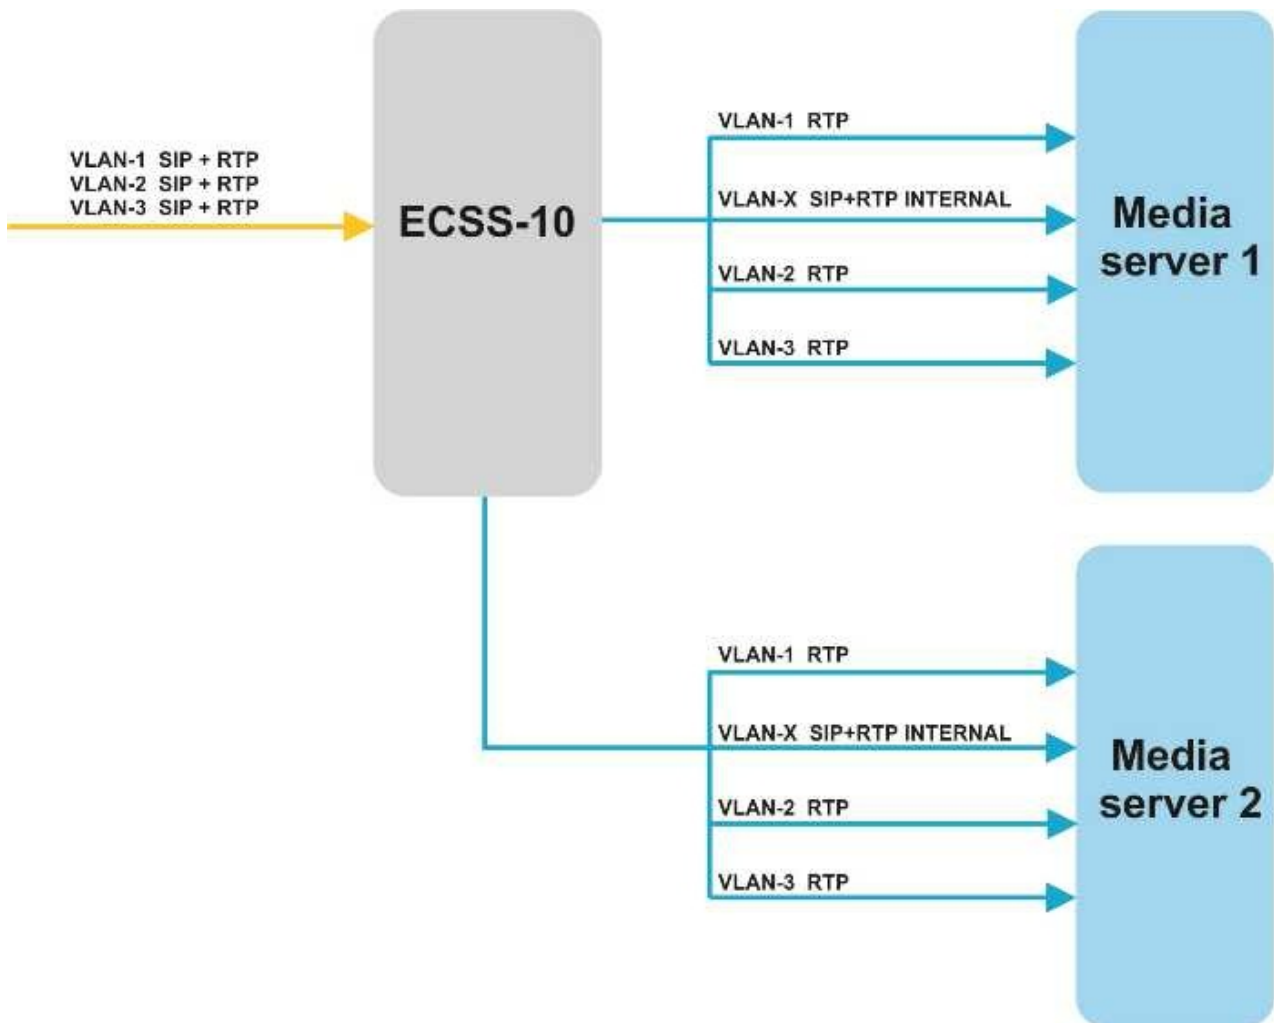 VLAN-1 SIP + RTP
VLAN-2 SIP + RTP
VLAN-3 SIP + RTP
ECSS-10
VLAN-1 RTP
VLAN-X SIP+RTP INTERNAL
VLAN-2 RTP
VLAN-3 RTP
Media
server 1
VLAN-1 RTP
VLAN-X SIP+RTP INTERNAL
VLAN-2 RTP
VLAN-3 RTP
Media
server 2